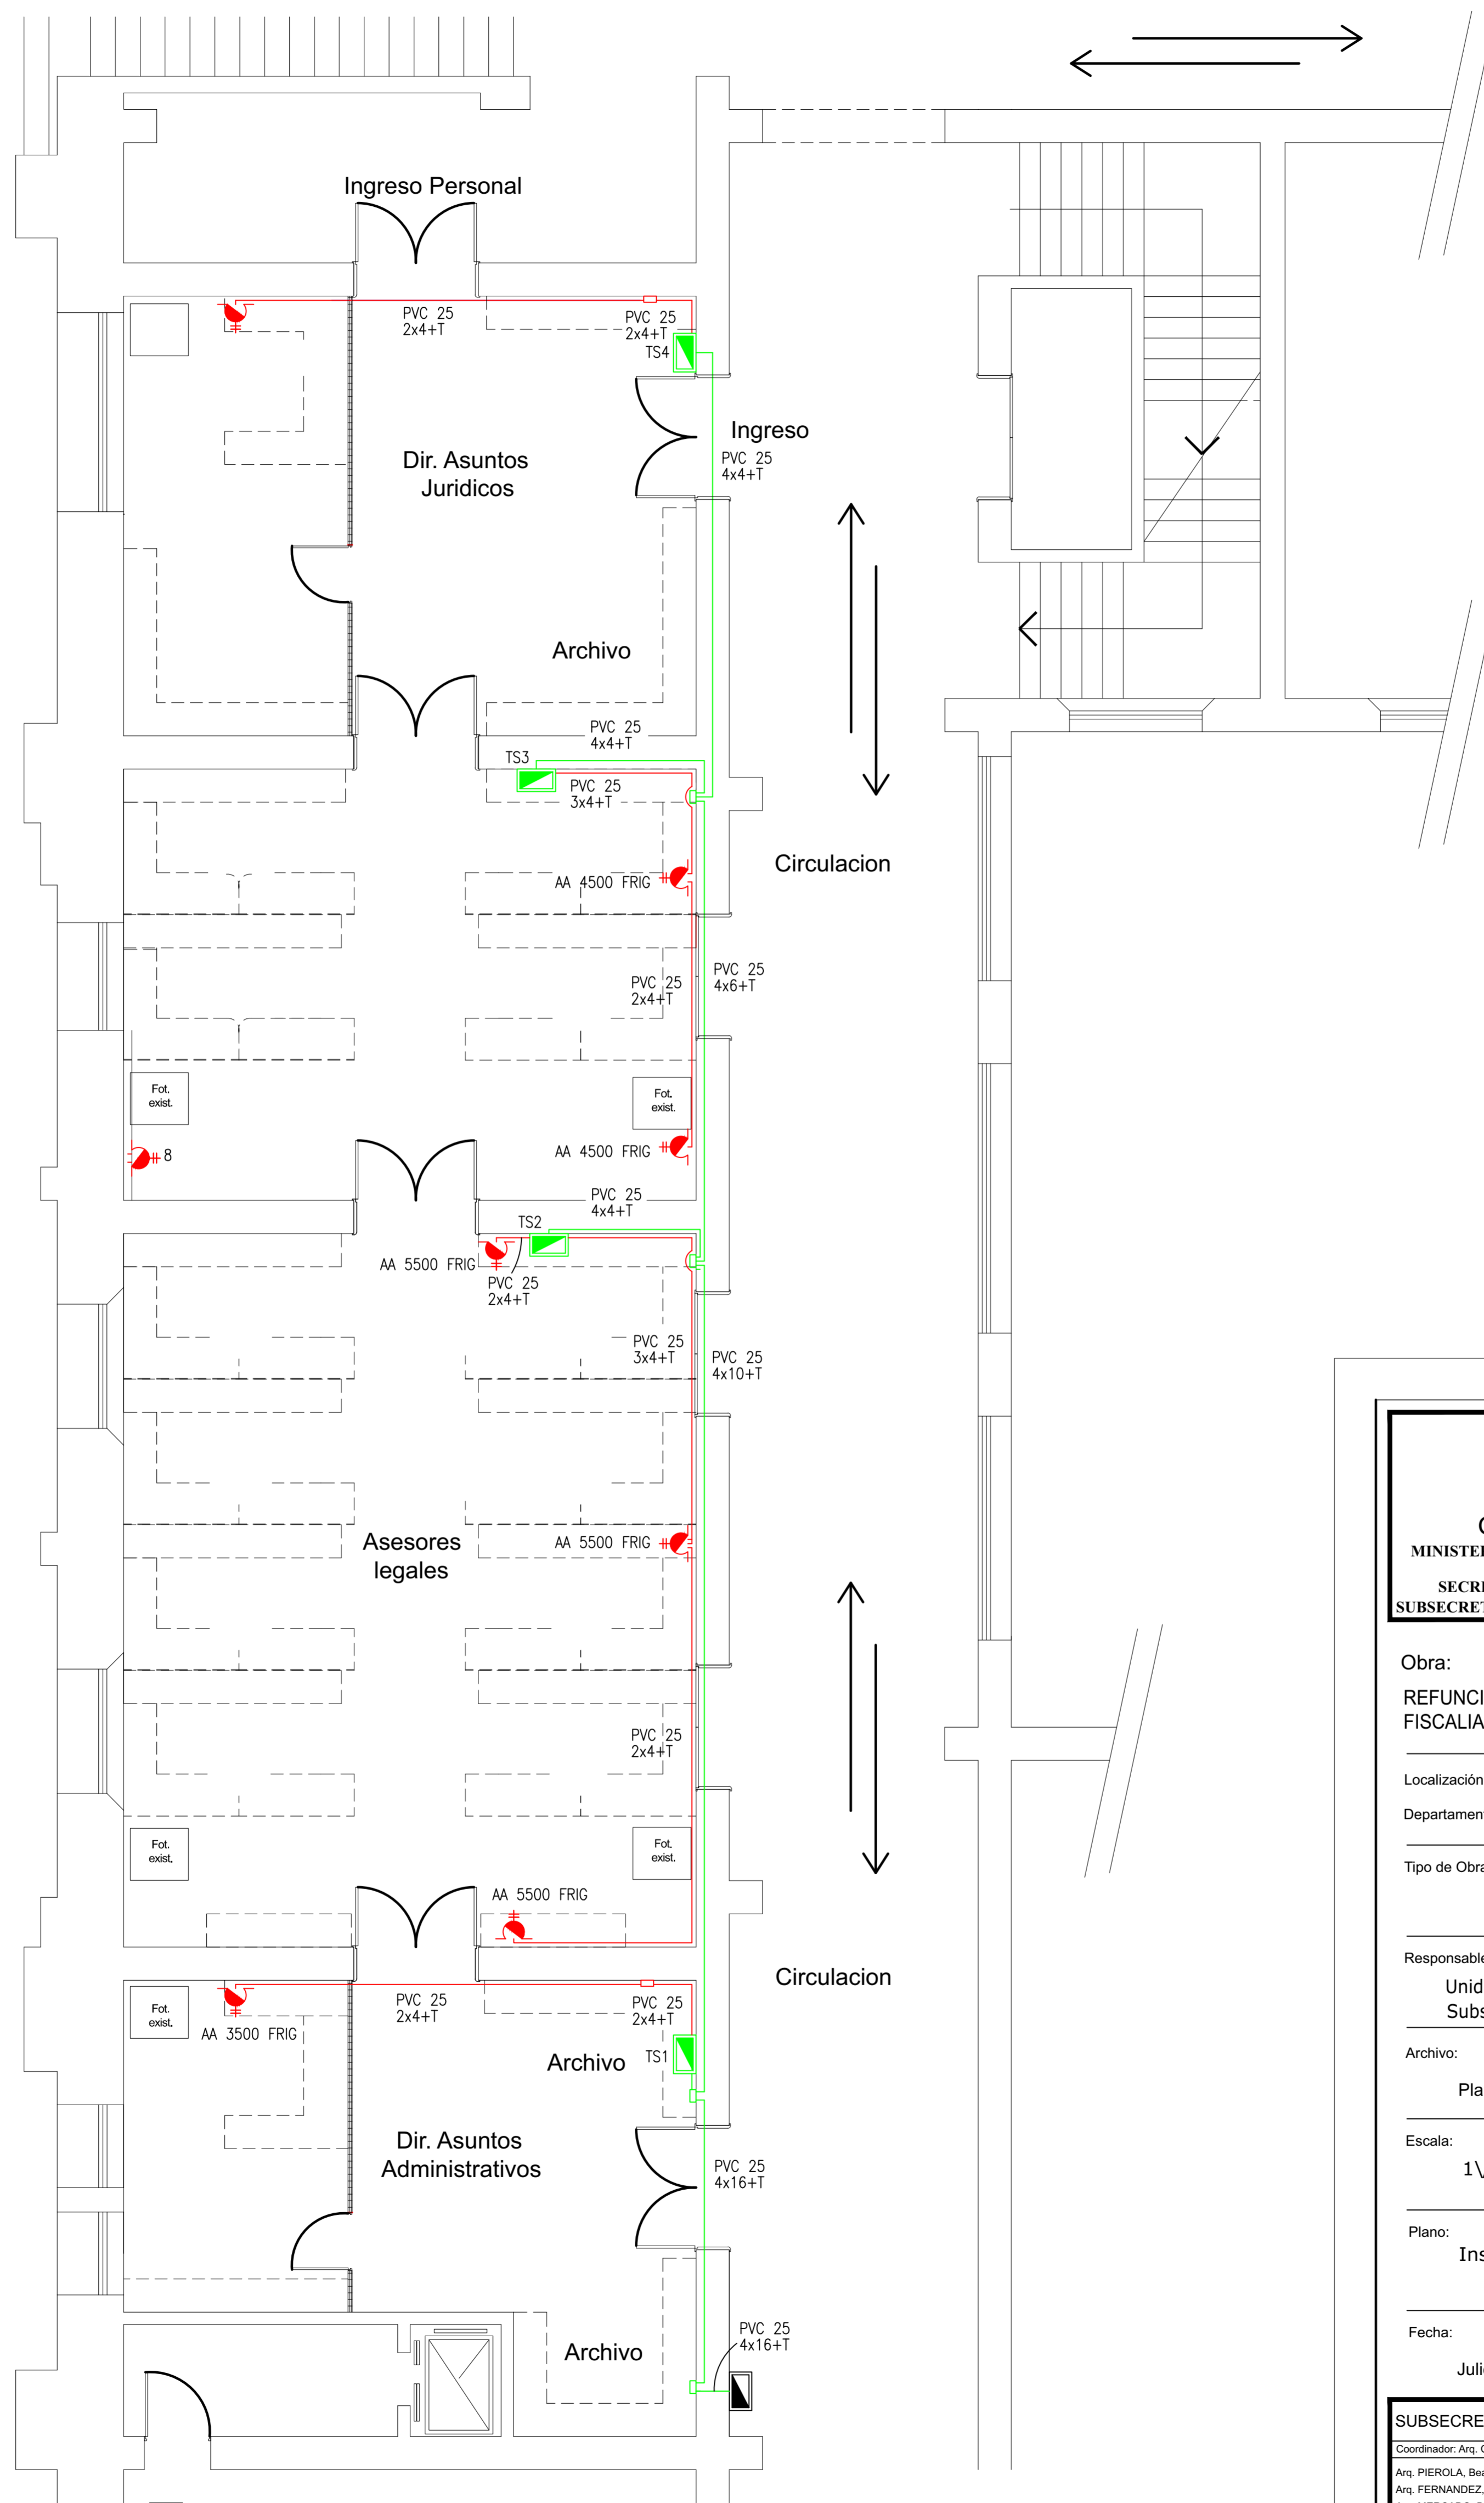 Ingreso Personal
PVC 25
2x4+T
PVC 25
2x4+T
TS4
Dir. Asuntos
Juridicos
Ingreso
PVC 25
4x4+T
Archivo
PVC 25
4x4+T
TS3
PVC 25
3x4+T
Circulacion
AA 4500 FRIG
PVC 25
2x4+T
PVC 25
4x6+T
Fot.
exist.
Fot.
exist.
AA 4500 FRIG
8
PVC 25
4x4+T
TS2
AA 5500 FRIG
PVC 25
2x4+T
PVC 25
3x4+T
PVC 25
4x10+T
Asesores
legales
AA 5500 FRIG
PVC 25
2x4+T
Fot.
exist.
Fot.
exist.
AA 5500 FRIG
Circulacion
Fot.
exist.
AA 3500 FRIG
PVC 25
2x4+T
PVC 25
2x4+T
Archivo
TS1
Dir. Asuntos
Administrativos
PVC 25
4x16+T
PVC 25
4x16+T
Archivo
MINISTE
SECR
SUBSECRE
Obra:
REFUNCI
FISCALIA
Localización
Departamen
Tipo de Obra
Responsable
Unid
Subs
Archivo:
Pla
Escala:
1\
Plano:
Ins
Fecha:
Juli
SUBSECRE
Coordinador: Arq.
Arq. PIEROLA, Bea
Arq. FERNANDEZ,